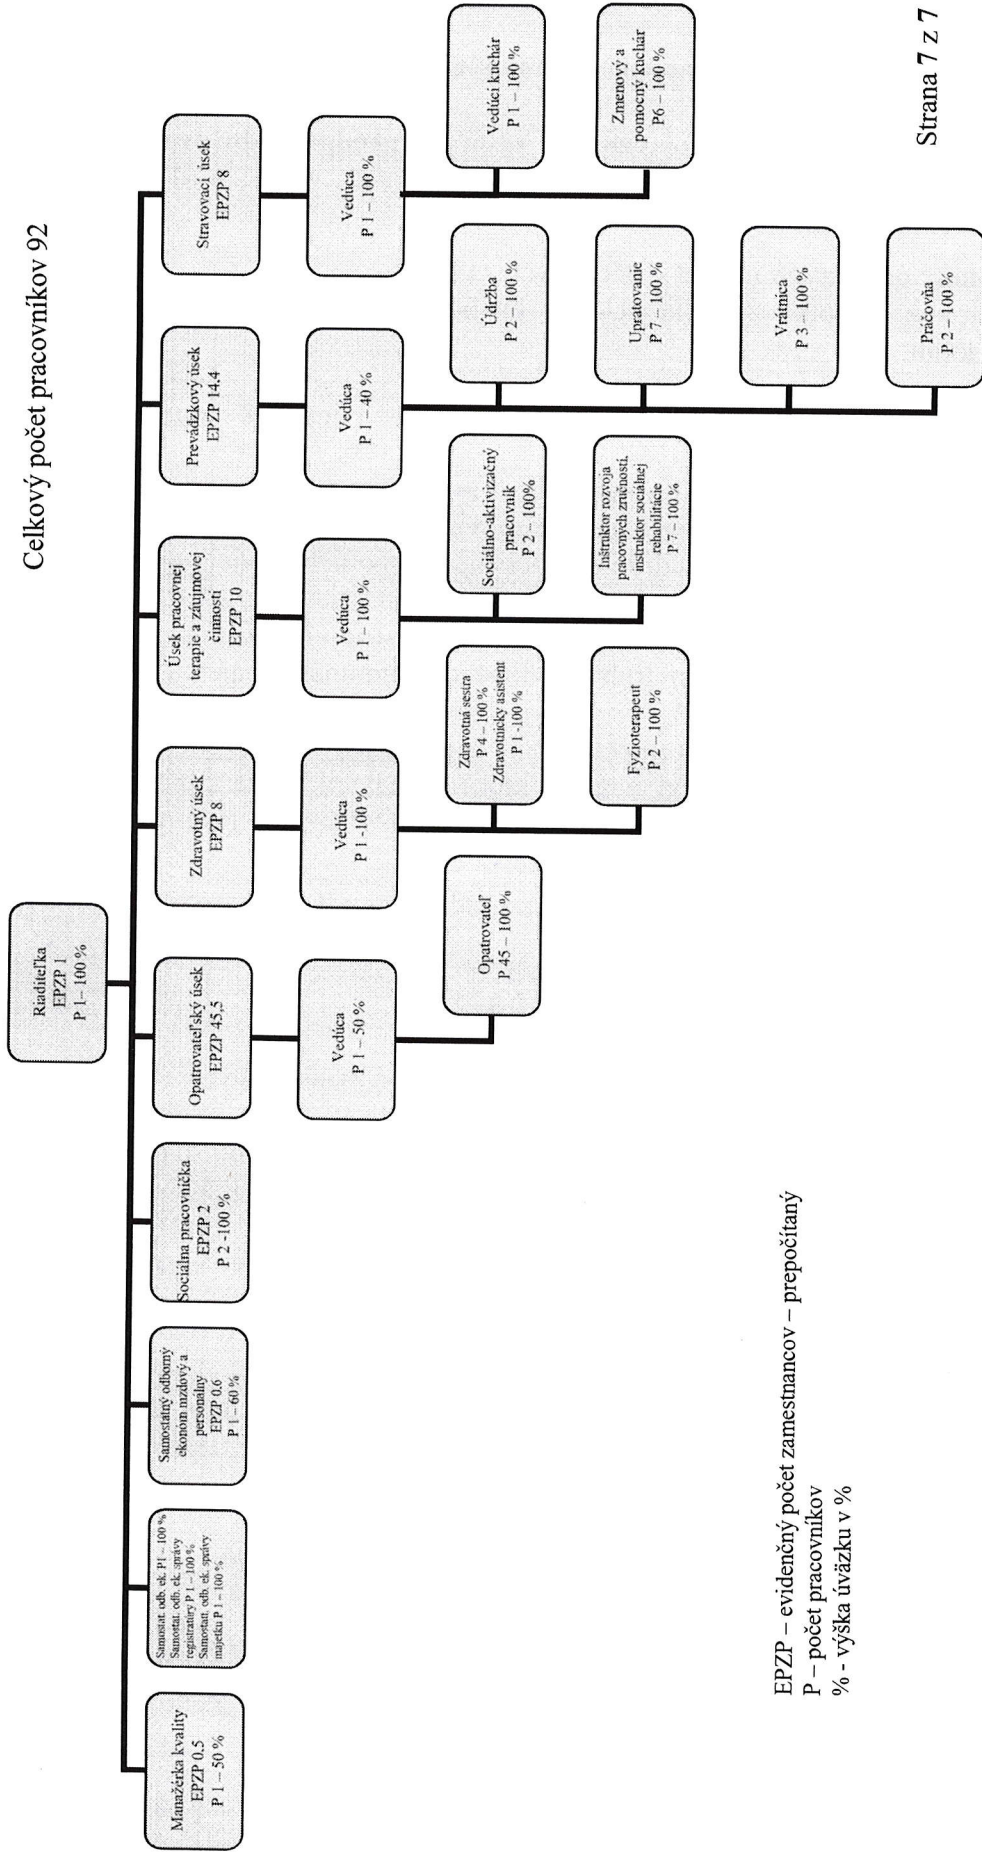 Celkový počet pracovníkov 92
Riaditeľka
EPZP 1
P 1– 100 %
Manažérka kvality
EPZP 0.5
P 1 – 50 %
Samostat. odb. ek. P1 – 100 %
Samostat. odb. ek. správy
registratúry P 1 – 100 %
Samostatt. odb. ek. správy
majetku P 1 – 100 %
Samostatný odborný
ekonóm mzdový a
personálny
EPZP 0.6
P 1 – 60 %
Sociálna pracovníčka
EPZP 2
P 2 -100 %
Opatrovateľský úsek
EPZP 45,5
Zdravotný úsek
EPZP 8
Úsek pracovnej
terapie a záujmovej
činností
EPZP 10
Prevádzkový úsek
EPZP 14.4
Stravovací úsek
EPZP 8
Vedúca
P 1 – 50 %
Vedúca
P 1 -100 %
Vedúca
P 1 – 100 %
Vedúca
P 1 – 40 %
Vedúca
P 1 – 100 %
Opatrovateľ
P 45 – 100 %
Zdravotná sestra
P 4 – 100 %
Zdravotnícky asistent
P 1 -100 %
Sociálno-aktivizačný
pracovník
P 2 – 100%
Údržba
P 2 – 100 %
Vedúci kuchár
P 1 – 100 %
Fyzioterapeut
P 2 – 100 %
Inštruktor rozvoja
pracovných zručností,
inštruktor sociálnej
rehabilitácie
P 7 – 100 %
Upratovanie
P 7 – 100 %
Zmenový a
pomocný kuchár
P6 – 100 %
Vrátnica
P 3 – 100 %
Práčovňa
P 2 – 100 %
EPZP – evidenčný počet zamestnancov – prepočítaný
P – počet pracovníkov
% - výška úväzku v %
Strana 7 z 7